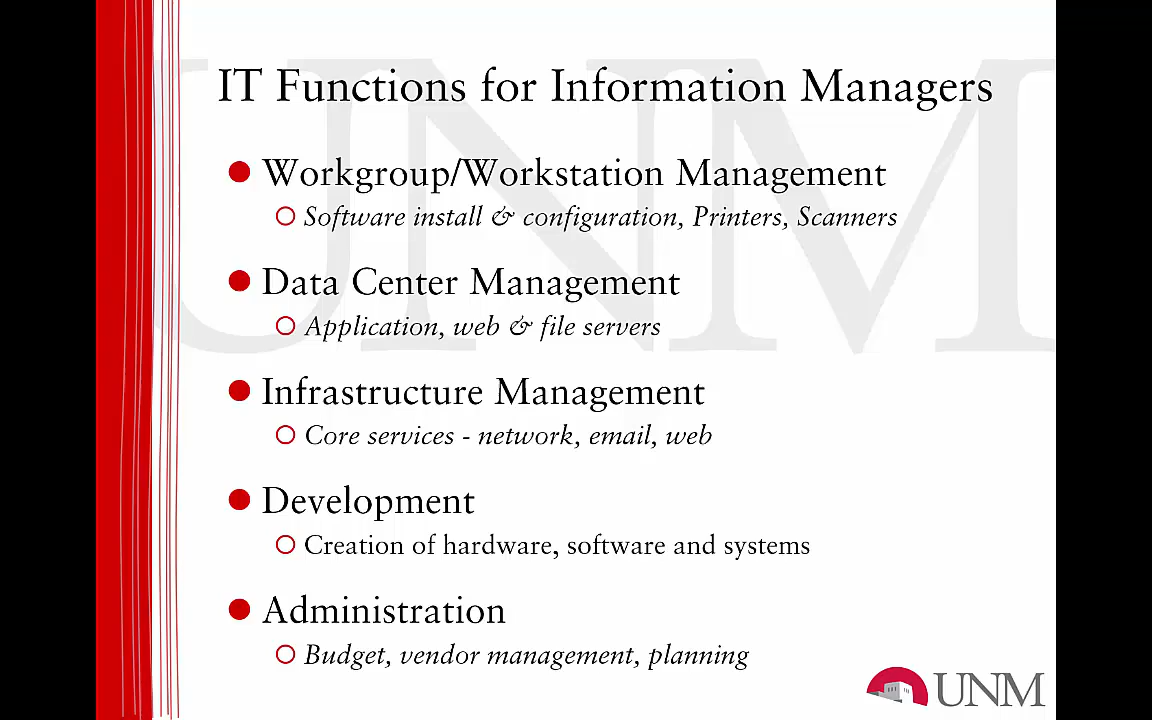 IT Functions for Information Managers
Workgroup/Workstation Management
Software install & configuration, Printers, Scanners
Data Center Management
Application, web & file servers
Infrastructure Management
Core services - network, email, web
Development
Creation of hardware, software and systems
Administration
Budget, vendor management, planning
UNM
UNM